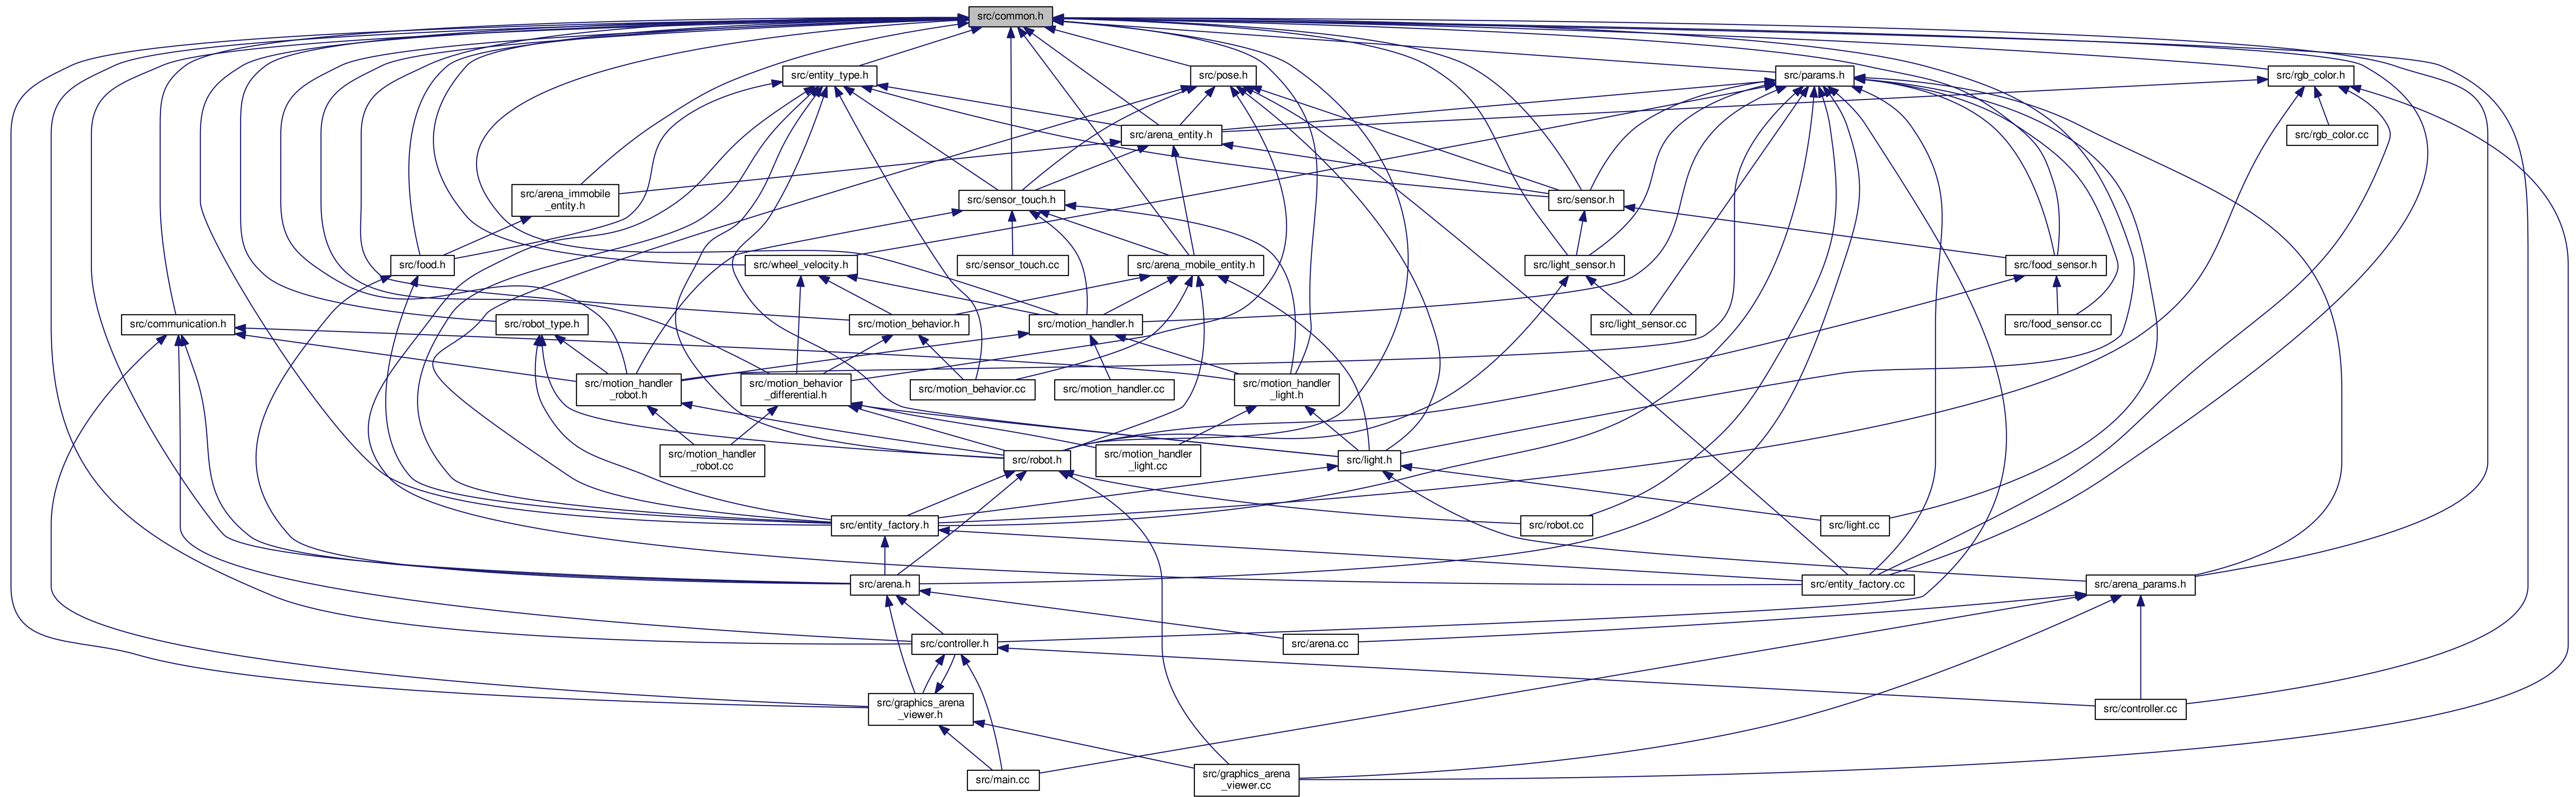 src/common.h
src/entity_type.h
src/pose.h
src/params.h
src/rgb_color.h
src/arena_entity.h
src/rgb_color.cc
src/arena_immobile
_entity.h
src/sensor_touch.h
src/sensor.h
src/food.h
src/wheel_velocity.h
src/sensor_touch.cc
src/arena_mobile_entity.h
src/light_sensor.h
src/food_sensor.h
src/communication.h
src/robot_type.h
src/motion_behavior.h
src/motion_handler.h
src/light_sensor.cc
src/food_sensor.cc
src/motion_handler
_robot.h
src/motion_behavior
_differential.h
src/motion_behavior.cc
src/motion_handler.cc
src/motion_handler
_light.h
src/motion_handler
_robot.cc
src/robot.h
src/motion_handler
_light.cc
src/light.h
src/entity_factory.h
src/robot.cc
src/light.cc
src/arena.h
src/entity_factory.cc
src/arena_params.h
src/controller.h
src/arena.cc
src/graphics_arena
_viewer.h
src/controller.cc
src/main.cc
src/graphics_arena
_viewer.cc